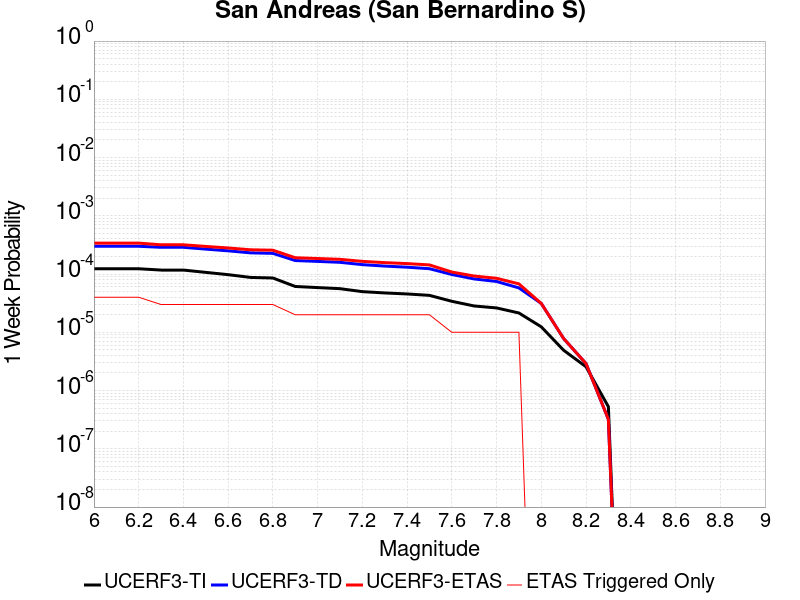 San Andreas (San Bernardino S)
10^0
10^-1
10^-2
10^-3
10^-4
10^-5
10^-6
10^-7
10^-8
1 Week Probability
6 6.2 6.4 6.6 6.8 7 7.2 7.4 7.6 7.8 8 8.2 8.4 8.6 8.8 9
Magnitude
UCERF3-TI UCERF3-TD UCERF3-ETAS ETAS Triggered Only